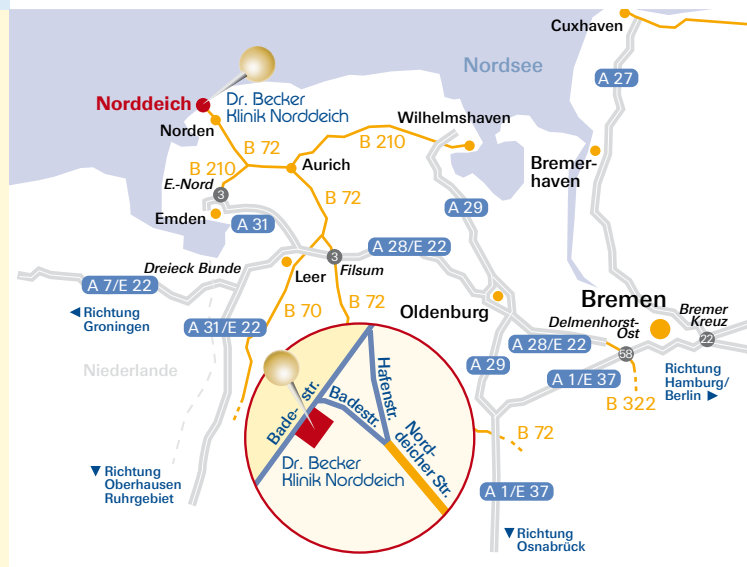 Cuxhaven
Nordsee
A 27
Norddeich
Dr. Becker
Klinik Norddeich
Norden
Wilhelmshaven
B 72
B 210
B 210
Aurich
Bremer-
haven
E.-Nord
3
B 72
A 29
Emden
A 31
A 28/E 22
3
Dreieck Bunde
Filsum
Leer
A 7/E 22
B 70
B 72
Oldenburg
Bremen
◄ Richtung
Groningen
A 31/E 22
Delmenhorst-
Ost
Bremer
Kreuz
22
A 28/E 22
58
Niederlande
A 29
A 1/E 37
Richtung
Hamburg/
Berlin ►
B 322
Bade-
str.
Badestr.
Hafenstr.
Nord-
deicher Str.
B 72
Dr. Becker
Klinik Norddeich
▼ Richtung
Oberhausen
Ruhrgebiet
A 1/E 37
▼ Richtung
Osnabrück